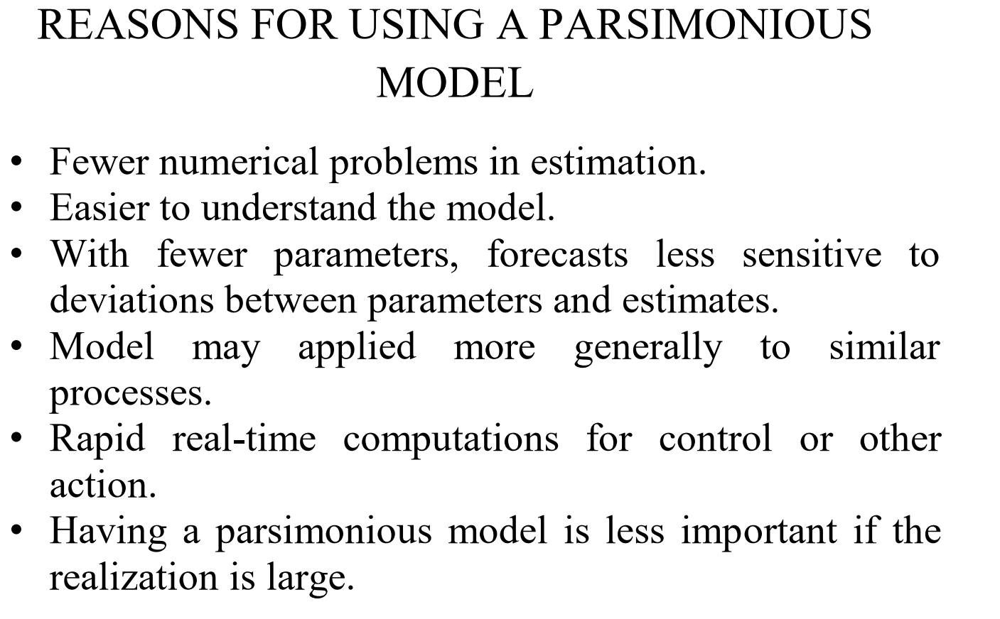 REASONS FOR USING A PARSIMONIOUS
MODEL
• Fewer numerical problems in estimation.
• Easier to understand the model.
• With fewer parameters, forecasts less sensitive to
deviations between parameters and estimates.
• Model may applied more generally to similar
processes.
• Rapid real-time computations for control or other
action.
• Having a parsimonious model is less important if the
realization is large.